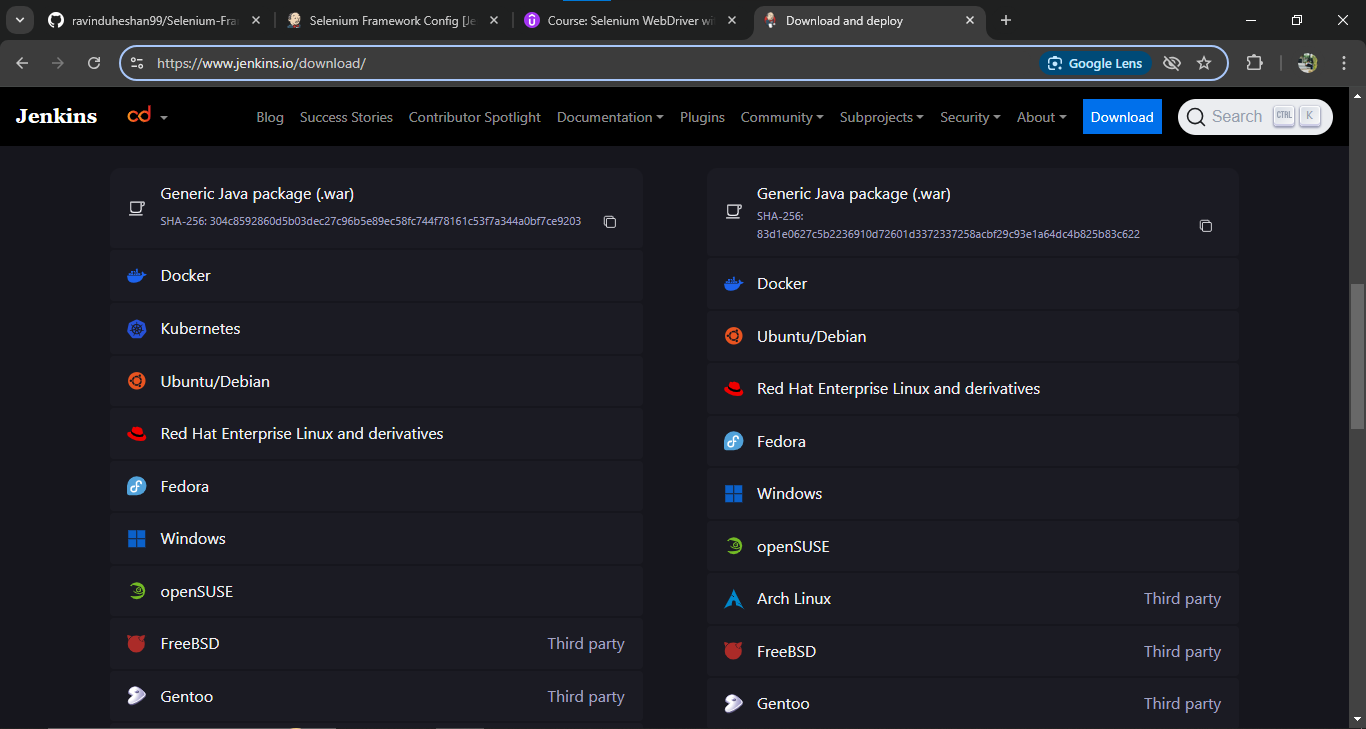 ravinduheshan99/Selenium-Fra
Selenium Framework Config [Je
Course: Selenium WebDriver wi
Download and deploy
https://www.jenkins.io/download/
Google Lens
Jenkins
cd
Blog
Success Stories
Contributor Spotlight
Documentation
Plugins
Community
Subprojects
Security
About
Download
Search
CTRL
K
Generic Java package (.war)
SHA-256: 304c8592860d5b03dec27c96b5e89ec58fc744f78161c53f7a344a0bf7ce9203
Docker
Kubernetes
Ubuntu/Debian
Red Hat Enterprise Linux and derivatives
Fedora
Windows
openSUSE
FreeBSD
Third party
Gentoo
Third party
Generic Java package (.war)
SHA-256:
83d1e0627c5b2236910d72601d3372337258acbf29c93e1a64dc4b825b83c622
Docker
Ubuntu/Debian
Red Hat Enterprise Linux and derivatives
Fedora
Windows
openSUSE
Arch Linux
Third party
FreeBSD
Third party
Gentoo
Third party